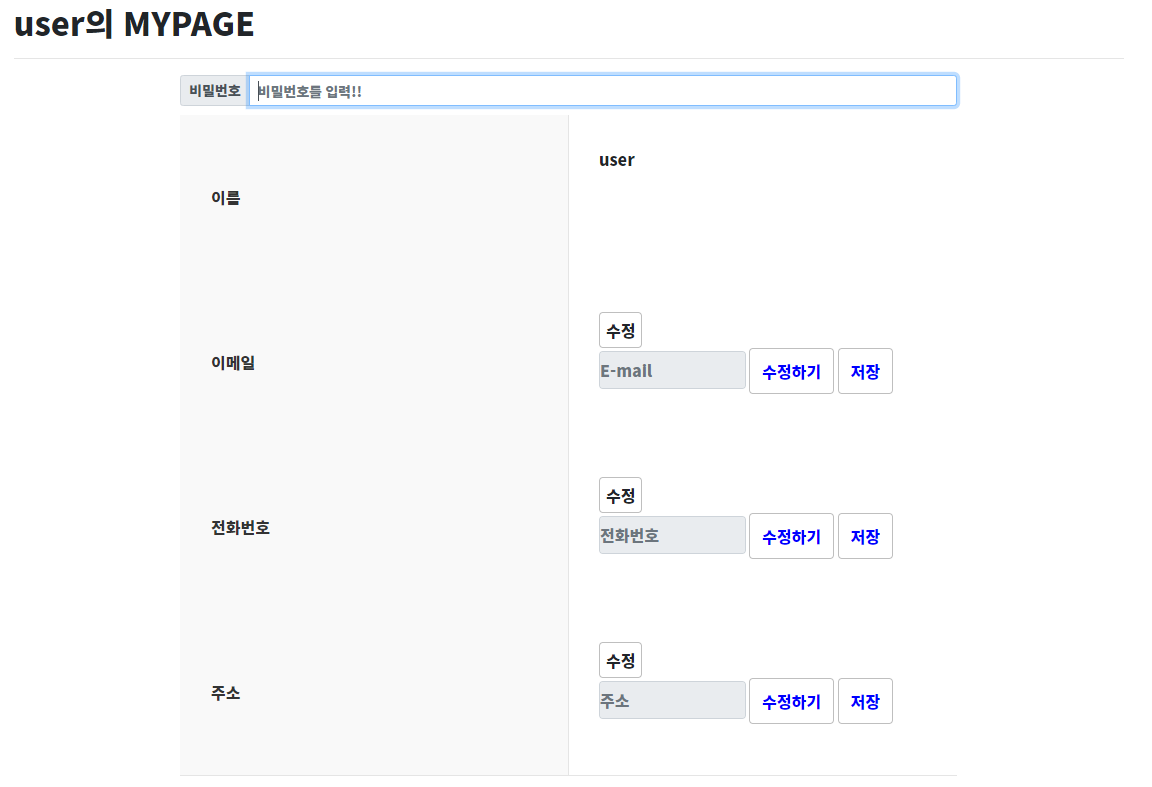 user의 MYPAGE
비밀번호 비밀번호를 입력!!
이름 user
수정
이메일 E-mail 수정하기 저장
수정
전화번호 전화번호 수정하기 저장
수정
주소 주소 수정하기 저장